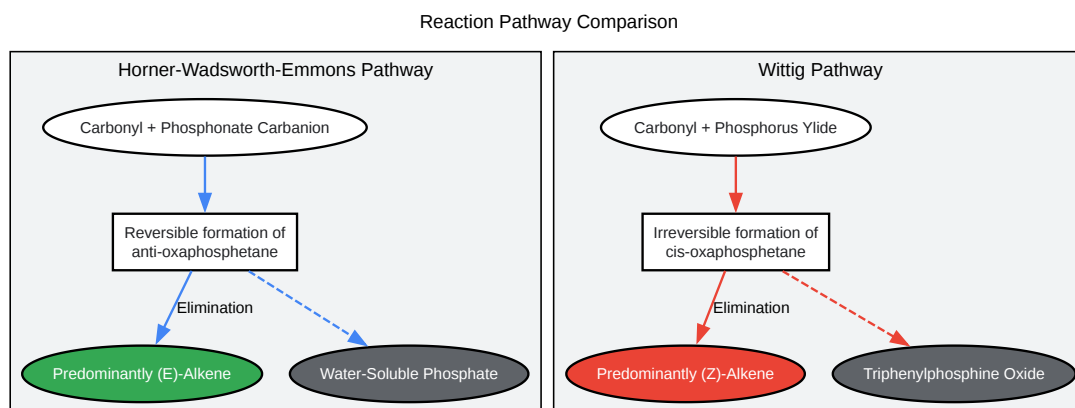 Reaction Pathway Comparison
Horner-Wadsworth-Emmons Pathway
Carbonyl + Phosphonate Carbanion
Reversible formation of
anti-oxaphosphetane
Elimination
Predominantly (E)-Alkene
Water-Soluble Phosphate
Wittig Pathway
Carbonyl + Phosphorus Ylide
Irreversible formation of
cis-oxaphosphetane
Elimination
Predominantly (Z)-Alkene
Triphenylphosphine Oxide